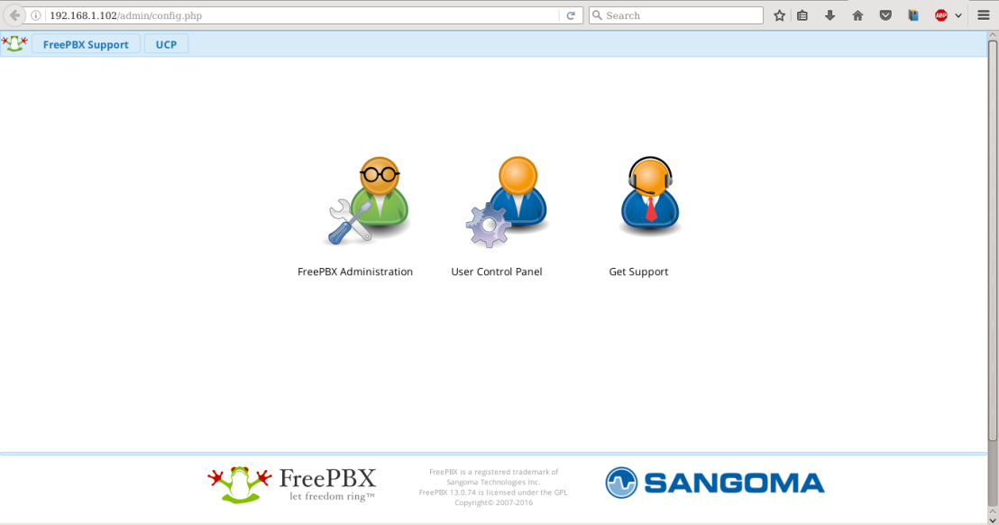 192.168.1.102/admin/config.php
Search
ABP
FreePBX Support
UCP
FreePBX Administration
User Control Panel
Get Support
FreePBX
let freedom ring™
FreePBX is a registered trademark of
Sangoma Technologies Inc.
FreePBX 13.0.74 is licensed under the GPL
Copyright© 2007-2016
SANGOMA